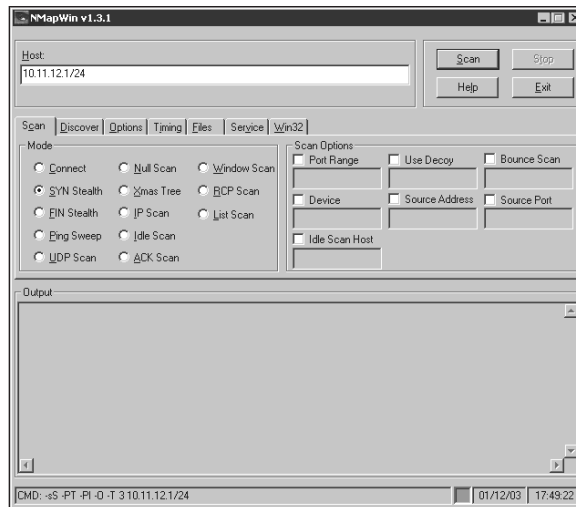 NMapWin v1.3.1
Host:
10.11.12.1/24
Scan
Stop
Help
Exit
Scan Discover Options Timing Files Service Win32
Mode
Connect Null Scan Window Scan
SYN Stealth Xmas Tree RCP Scan
FIN Stealth IP Scan List Scan
Ping Sweep Idle Scan
UDP Scan ACK Scan
Scan Options
Port Range Use Decoy Bounce Scan
Device Source Address Source Port
Idle Scan Host
Output
CMD: -sS -PT -PI -O -T 3 10.11.12.1/24
01/12/03
17:49:22